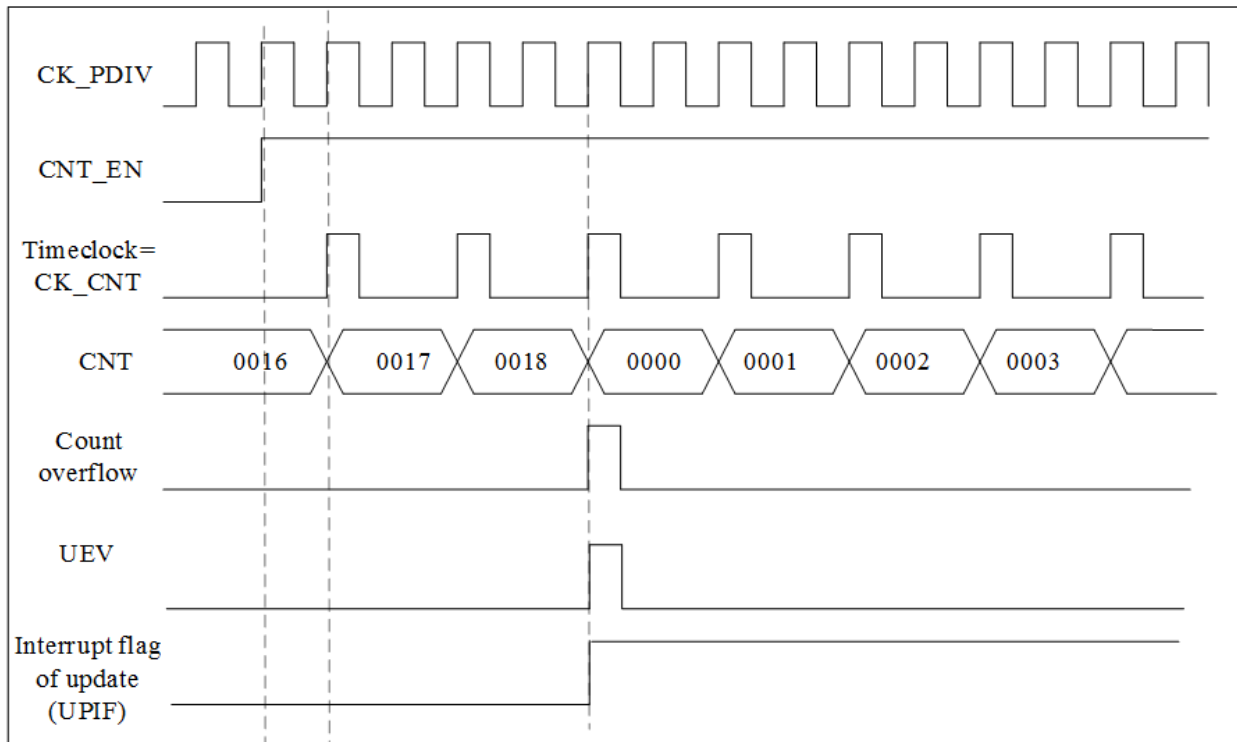 CK_PDIV
CNT_EN
Timeclock=
CK_CNT
CNT
0016
0017
0018
0000
0001
0002
0003
Count
overflow
UEV
Interrupt flag
of update
(UPIF)